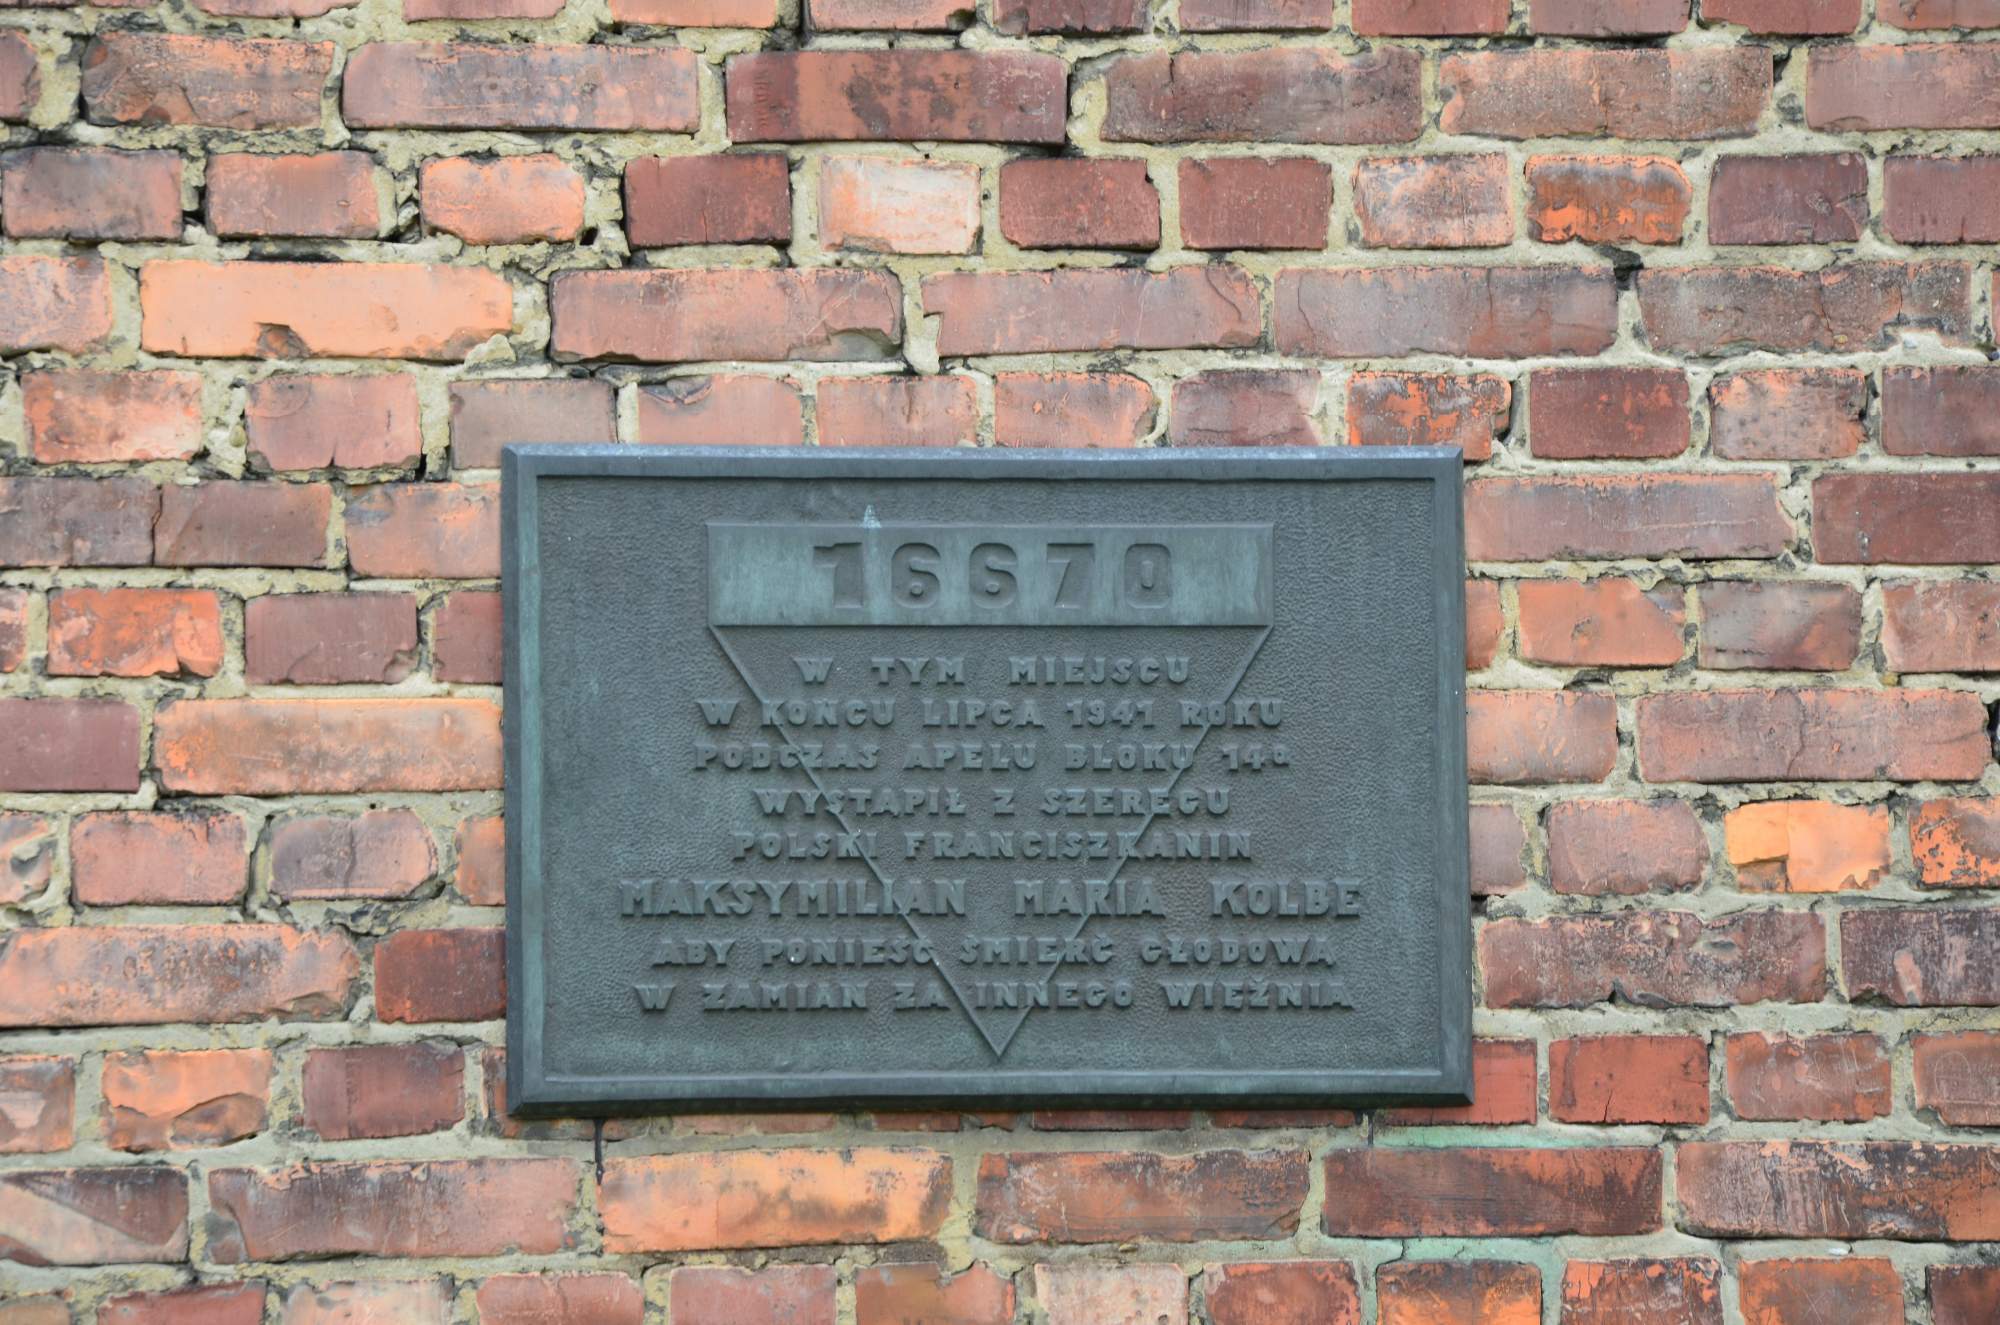 16670
W TYM MIEJSCU
W KOŃCU LIPCA 1941 ROKU
PODCZAS APELU BLOKU 14a
WYSTĄPIŁ Z SZEREGU
POLSKI FRANCISZKANIN
MAKSYMILIAN MARIA KOLBE
ABY PONIEŚĆ ŚMIERĆ GŁODOWĄ
W ZAMIAN ZA INNEGO WIĘŹNIA